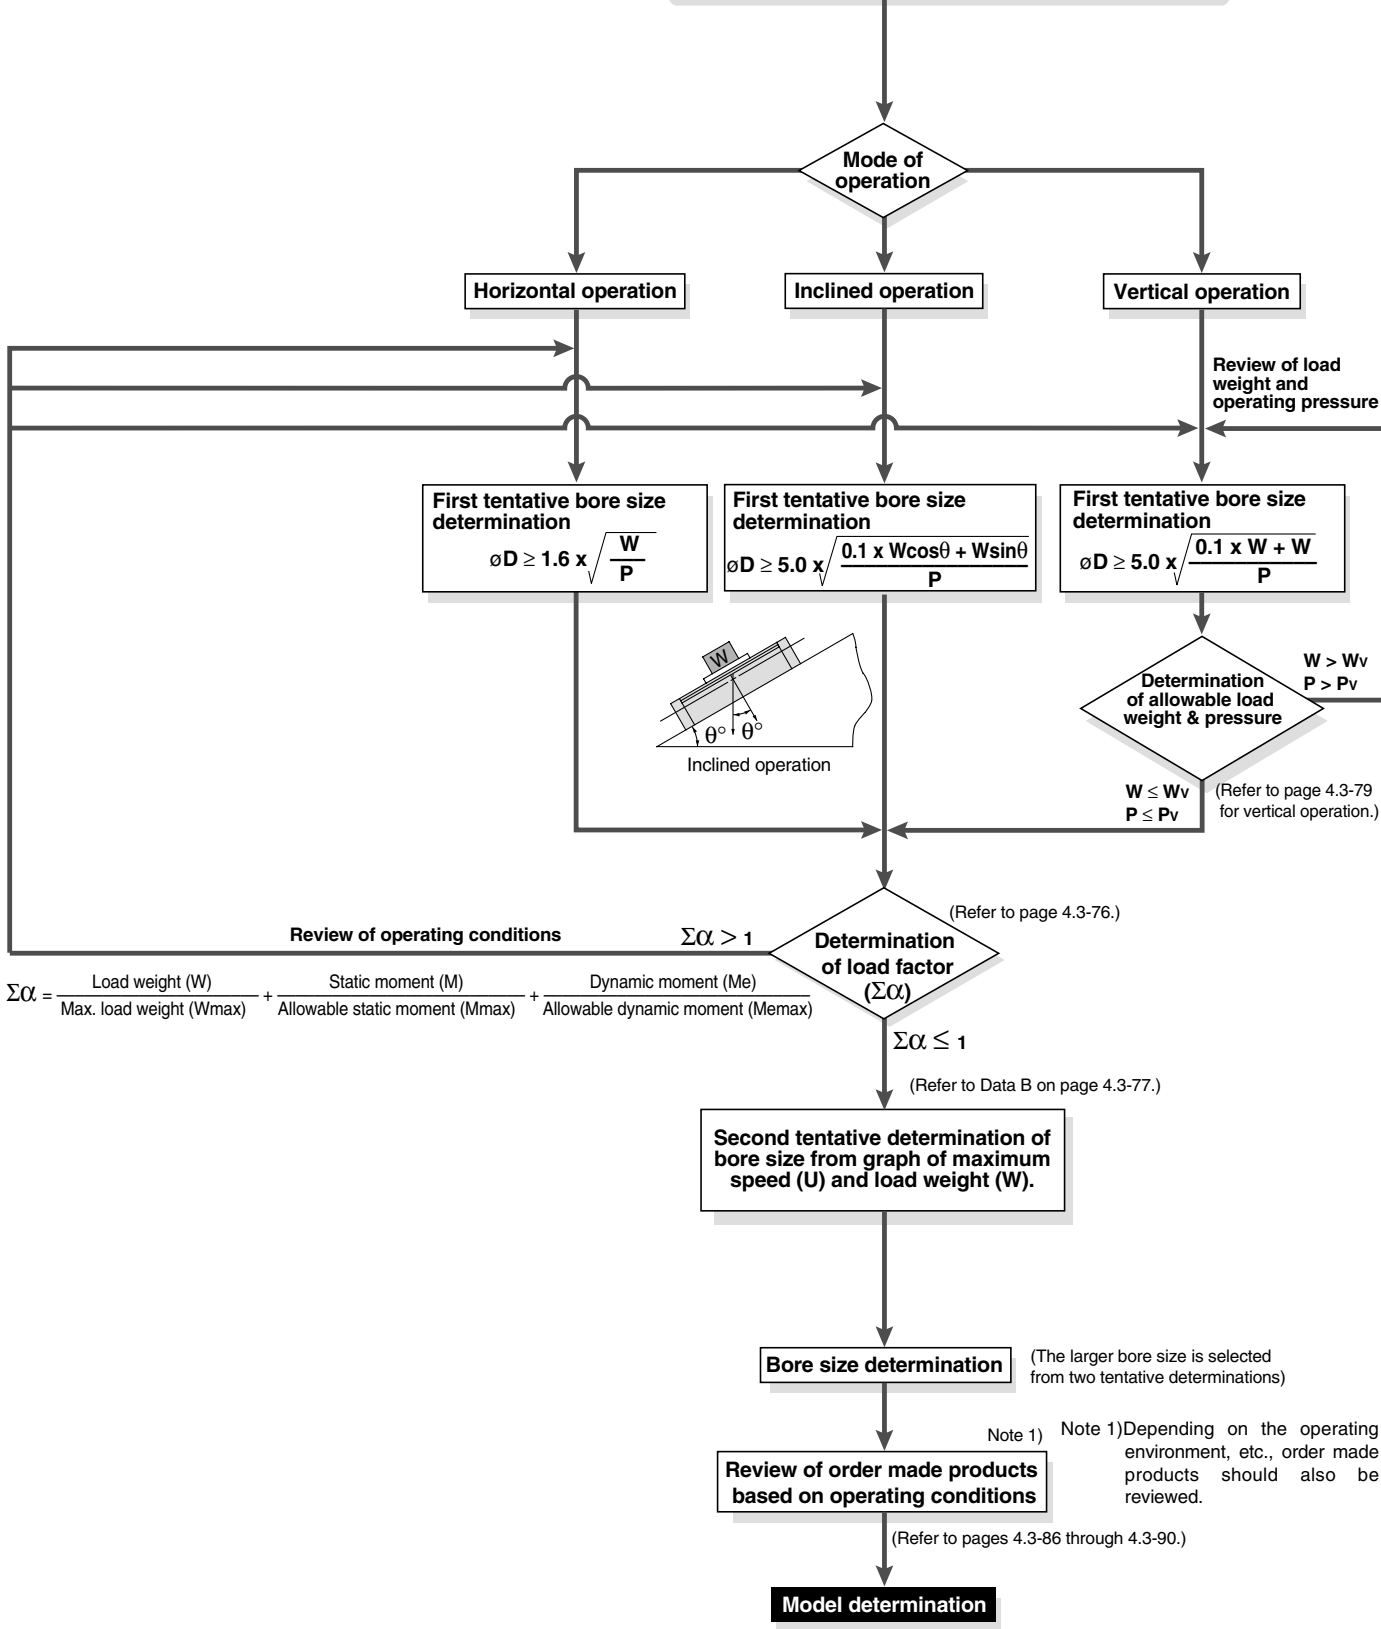 Mode of
operation
Horizontal operation
Inclined operation
Vertical operation
Review of load
weight and
operating pressure
First tentative bore size
determination
øD ≥ 1.6 x √ W
P
First tentative bore size
determination
øD ≥ 5.0 x √ 0.1 x Wcosθ + Wsinθ
P
First tentative bore size
determination
øD ≥ 5.0 x √ 0.1 x W + W
P
W
θ° θ°
Inclined operation
Determination
of allowable load
weight & pressure
W > Wv
P > Pv
W ≤ Wv
P ≤ Pv
(Refer to page 4.3-79
for vertical operation.)
(Refer to page 4.3-76.)
Determination
of load factor
(Σα)
Review of operating conditions
Σα > 1
Σα = Load weight (W) + Static moment (M) + Dynamic moment (Me)
Max. load weight (Wmax) Allowable static moment (Mmax) Allowable dynamic moment (Memax)
Σα ≤ 1
(Refer to Data B on page 4.3-77.)
Second tentative determination of
bore size from graph of maximum
speed (U) and load weight (W).
Bore size determination
(The larger bore size is selected
from two tentative determinations)
Note 1)
Review of order made products
based on operating conditions
Note 1)Depending on the operating
environment, etc., order made
products should also be
reviewed.
(Refer to pages 4.3-86 through 4.3-90.)
Model determination